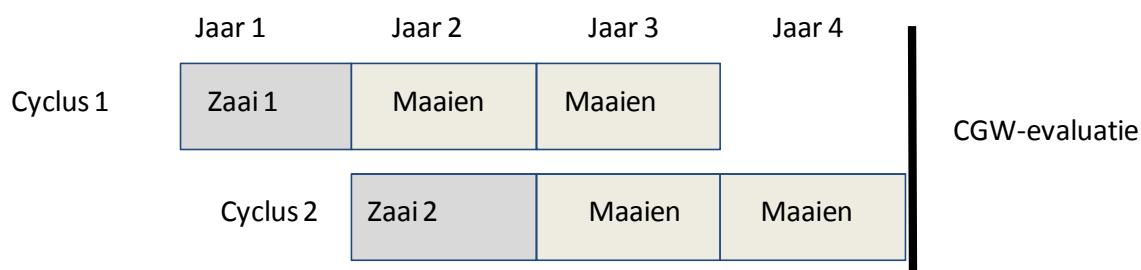 Jaar 1 Jaar 2 Jaar 3 Jaar 4
Cyclus 1 Zaai 1 Maaien Maaien
CGW-evaluatie
Cyclus 2 Zaai 2 Maaien Maaien